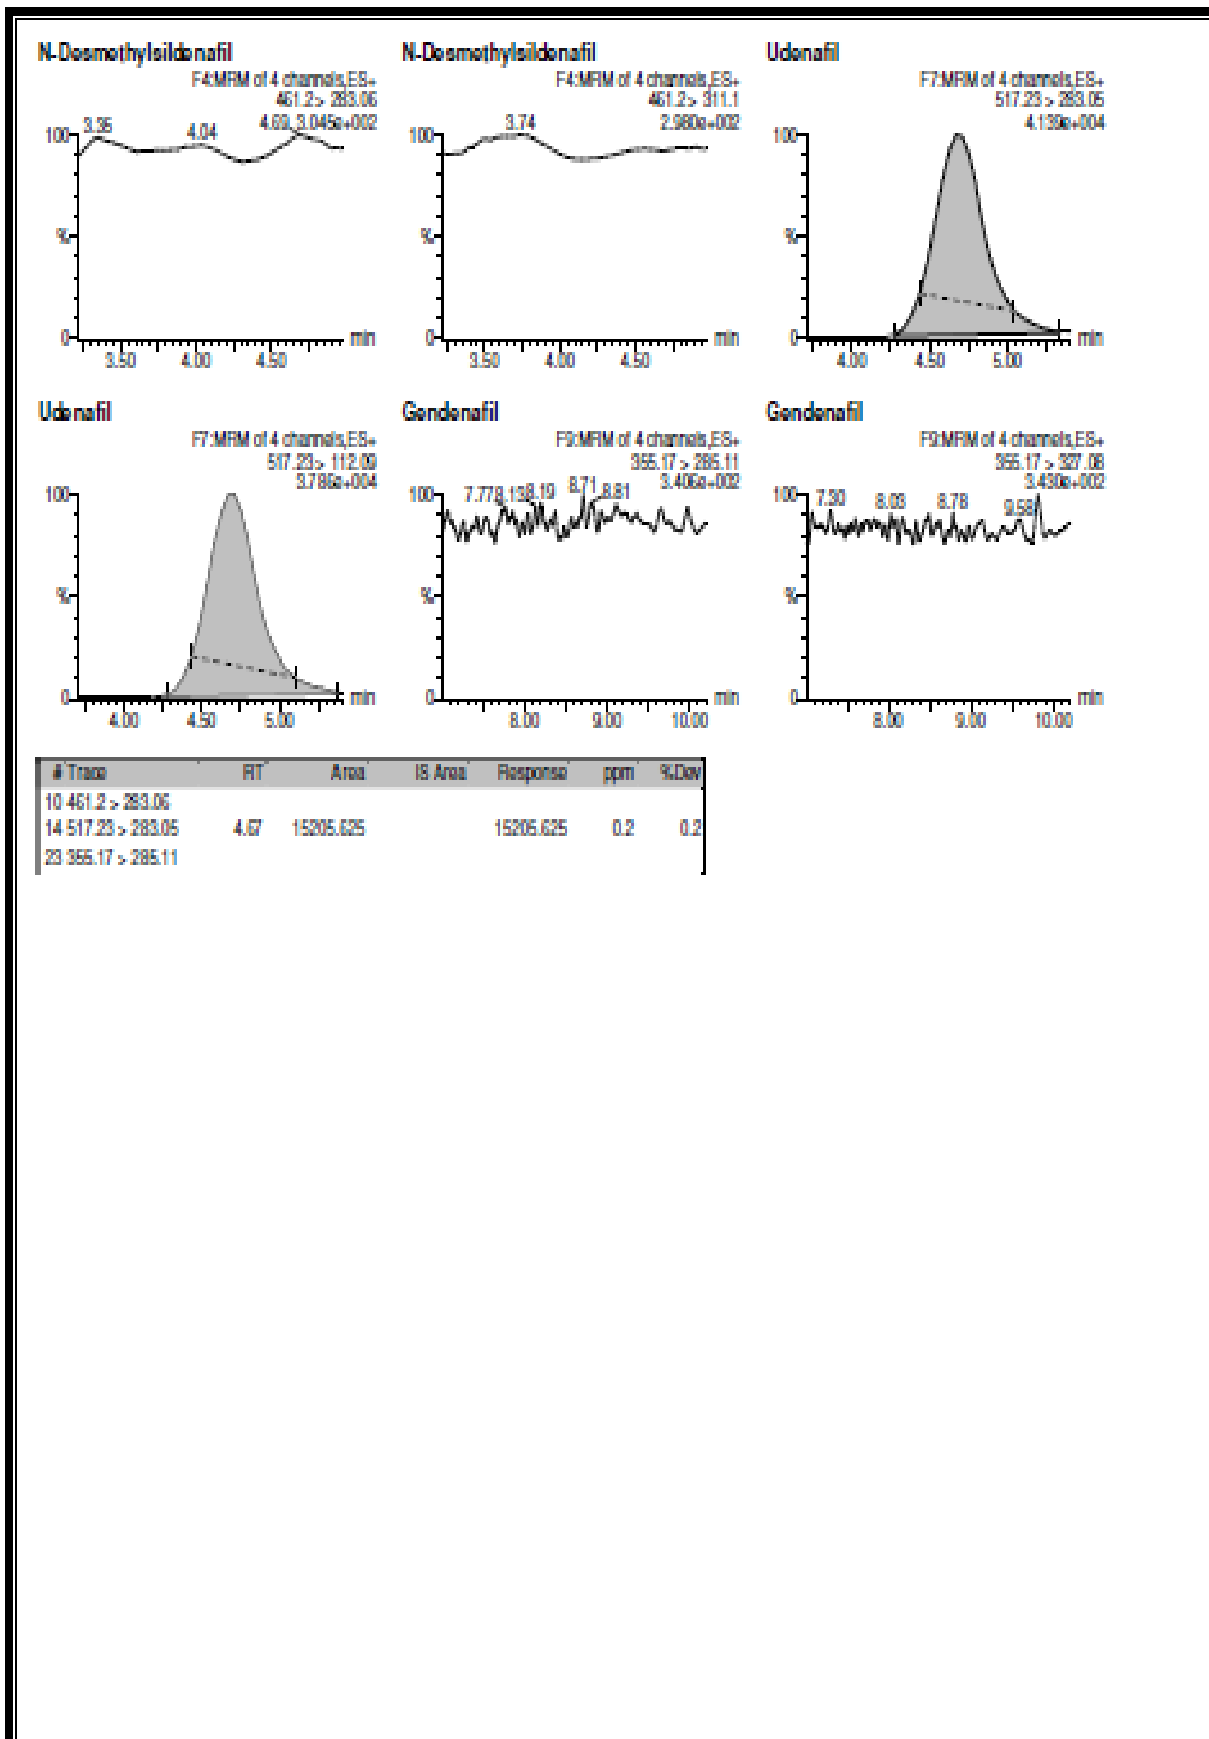 N-Desmethylsildenafil
F4:MRM of 4 channels,ES+
461.2 > 283.06
4.69 3.045e+002
3.35
4.04
100
%
0
min
3.50 4.00 4.50
N-Desmethylsildenafil
F4:MRM of 4 channels,ES+
461.2 > 311.1
2.980e+002
3.74
100
%
0
min
3.50 4.00 4.50
Udenafil
F7:MRM of 4 channels,ES+
517.23 > 283.05
4.139e+004
100
%
0
min
4.00 4.50 5.00
Udenafil
F7:MRM of 4 channels,ES+
517.23 > 112.09
3.786e+004
100
%
0
min
4.00 4.50 5.00
Gendenafil
F9:MRM of 4 channels,ES+
355.17 > 285.11
3.406e+002
7.77 8.13 8.19 8.71 8.81
100
%
0
min
8.00 9.00 10.00
Gendenafil
F9:MRM of 4 channels,ES+
355.17 > 327.08
3.430e+002
7.30 8.03 8.78 9.58
100
%
0
min
8.00 9.00 10.00
# Trace RT Area IS Area Response ppm %Dev
10 461.2 > 283.06
14 517.23 > 283.05 4.67 15205.625 15205.625 0.2 0.2
23 355.17 > 285.11